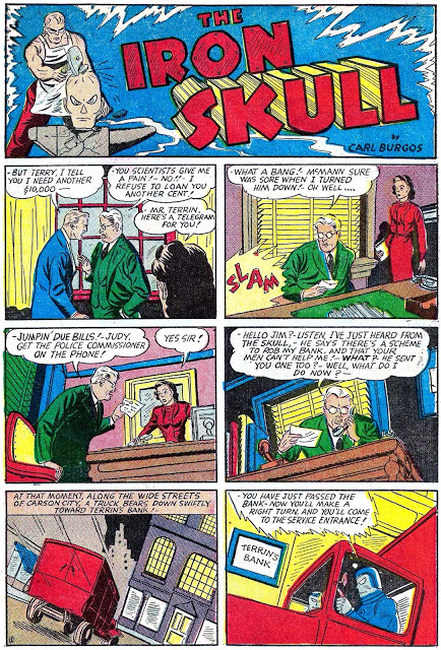 THE
IRON
SKULL
by
CARL BURGOS
-BUT TERRY, I TELL
YOU I NEED ANOTHER
$10,000-
-YOU SCIENTISTS GIVE ME
A PAIN!- NO!!- I
REFUSE TO LOAN YOU
ANOTHER CENT!-
- MR. TERRIN,
HERE'S A TELEGRAM
FOR YOU!
-WHAT A BANG!- McMANN SURE
WAS SORE WHEN I TURNED
HIM DOWN!- OH WELL....
SLAM
-JUMPIN' DUE BILLS!-JUDY,
GET THE POLICE COMMISSIONER
ON THE PHONE!
YES SIR!
-HELLO JIM?-LISTEN, I'VE JUST HEARD FROM
THE SKULL,- HE SAYS THERE'S A SCHEME
TO ROB MY BANK, AND THAT YOUR
MEN CAN'T HELP ME!- WHAT? HE SENT
YOU ONE TOO?- WELL, WHAT DO I
DO NOW?-
AT THAT MOMENT, ALONG THE WIDE STREETS
OF CARSON CITY, A TRUCK BEARS DOWN SWIFTLY
TOWARD TERRIN'S BANK-
-YOU HAVE JUST PASSED THE
BANK-NOW YOU'LL MAKE A
RIGHT TURN, AND YOU'LL COME
TO THE SERVICE ENTRANCE!
TERRIN'S
BANK